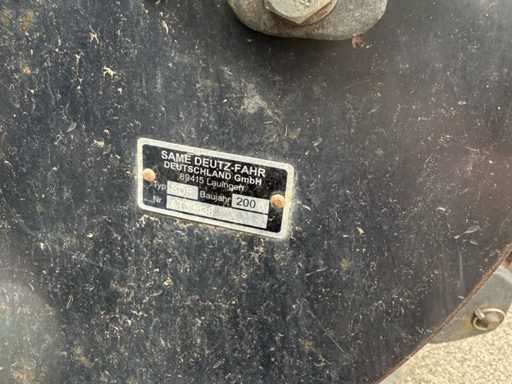 SAME DEUTZ-FAHR
DEUTSCHLAND GmbH
89415 Lauingen
Typ Baujahr 200
Nr